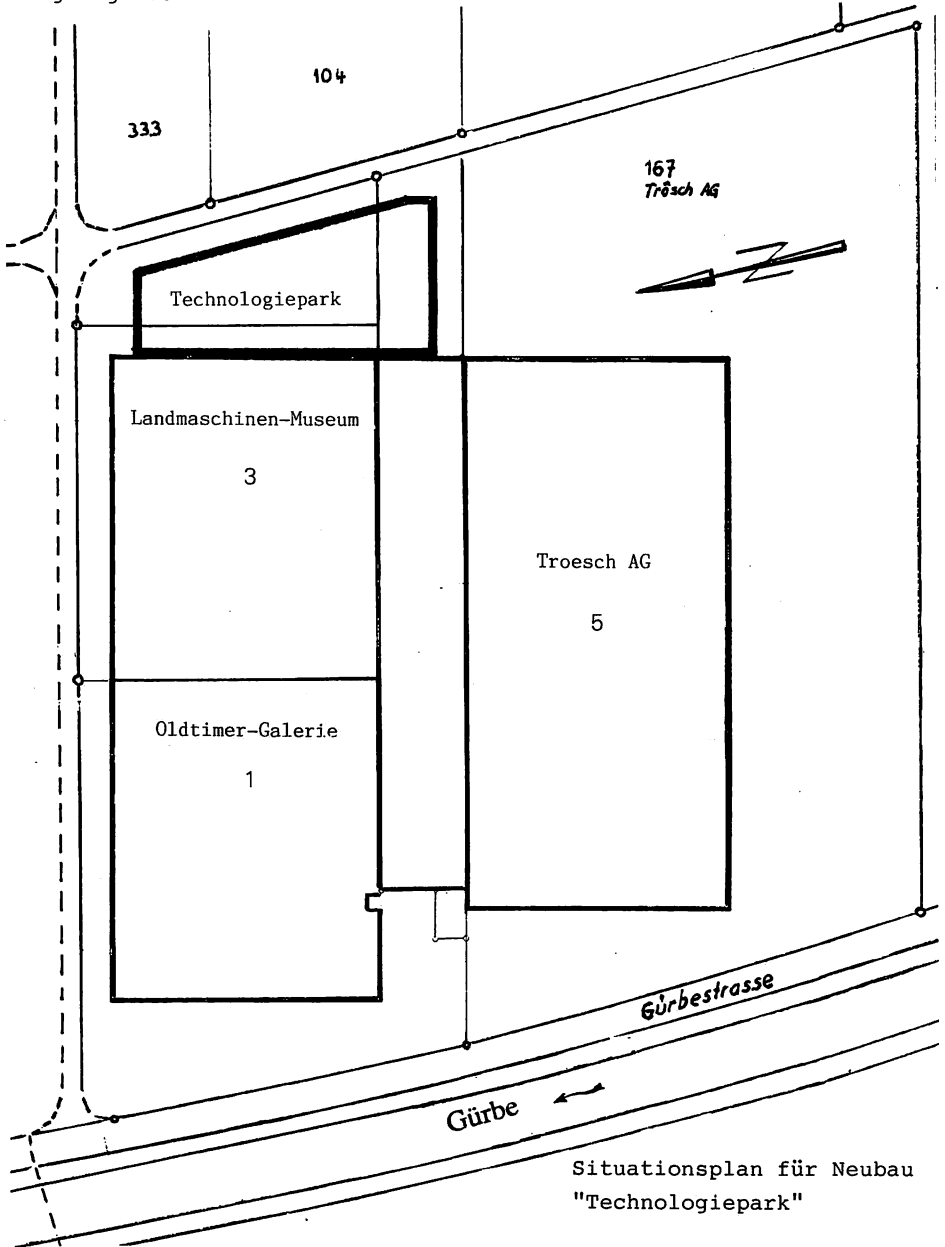 333
104
167
Trösch AG
N
Technologiepark
Landmaschinen-Museum
3
Troesch AG
5
Oldtimer-Galerie
1
Gürbestrasse
Gürbe
Situationsplan für Neubau
"Technologiepark"